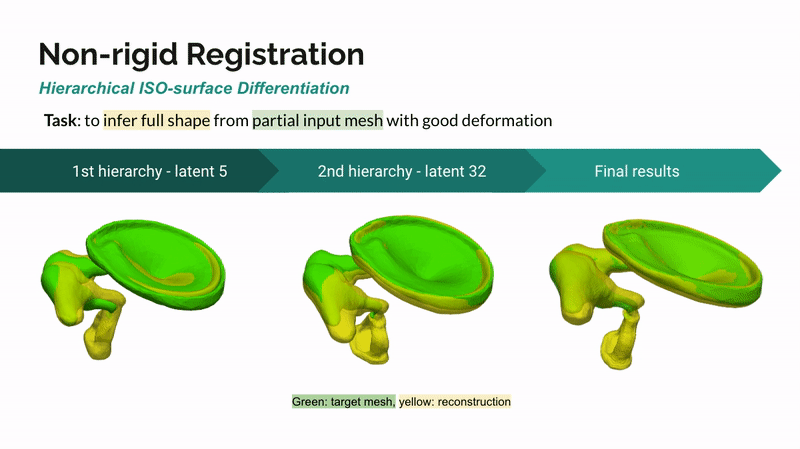 Non-rigid Registration
Hierarchical ISO-surface Differentiation
Task: to infer full shape from partial input mesh with good deformation
1st hierarchy - latent 5
2nd hierarchy - latent 32
Final results
Green: target mesh, yellow: reconstruction